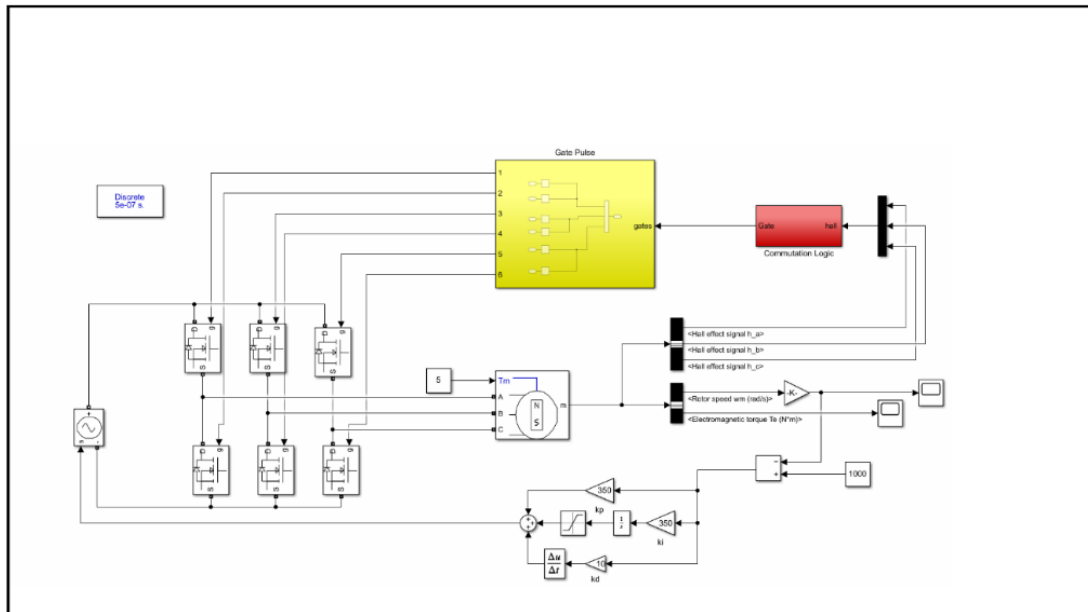 Gate Pulse
Discrete
5e-07 s.
1
2
3
4
5
6
gates
Gate
hall
Commutation Logic
g
D
S
g
D
S
g
D
S
<Hall effect signal h_a>
<Hall effect signal h_b>
<Hall effect signal h_c>
5
Tm
A
B
C
N
S
m
-K-
<Rotor speed wm (rad/s)>
<Electromagnetic torque Te (N*m)>
g
D
S
g
D
S
g
D
S
1000
350
kp
1
s
350
ki
Δu
Δt
10
kd